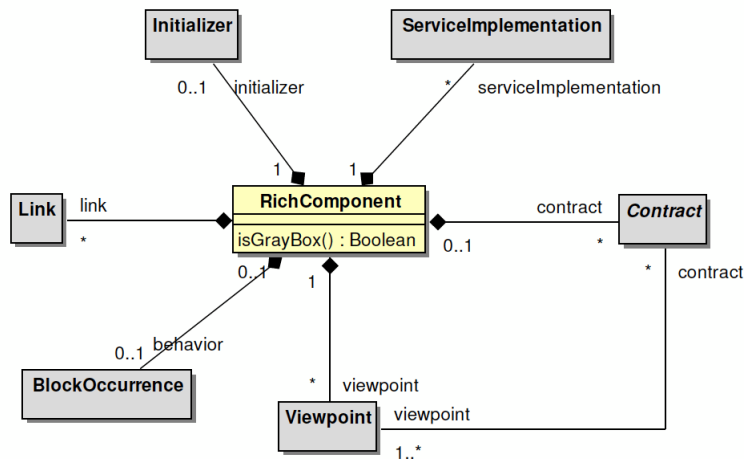 Initializer
ServiceImplementation
0..1
initializer
*
serviceImplementation
1
1
Link
link
*
RichComponent
isGrayBox() : Boolean
contract
0..1
*
Contract
0..1
1
*
contract
behavior
0..1
BlockOccurrence
*
viewpoint
Viewpoint
viewpoint
1..*